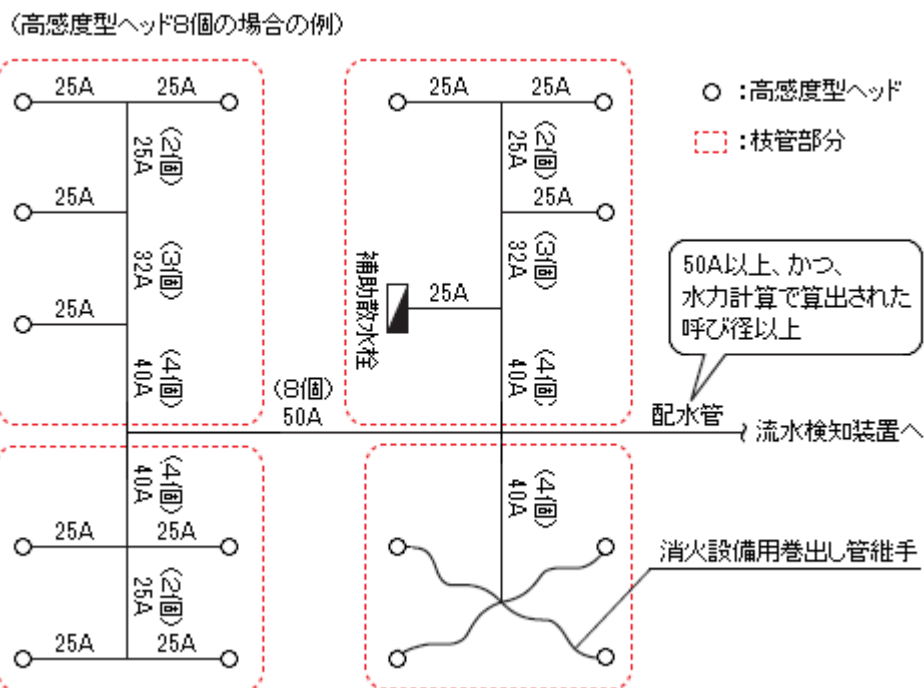 (高感度型ヘッド8個の場合の例)
25A
25A
(2個)
25A
25A
(3個)
32A
25A
(4個)
40A
25A
25A
(2個)
25A
25A
(3個)
32A
補助散水栓
25A
(4個)
40A
○ :高感度型ヘッド
:枝管部分
50A以上、かつ、
水力計算で算出された
呼び径以上
(8個)
50A
配水管
流水検知装置へ
(4個)
40A
25A
25A
(2個)
25A
25A
25A
(4個)
40A
消火設備用巻出し管継手